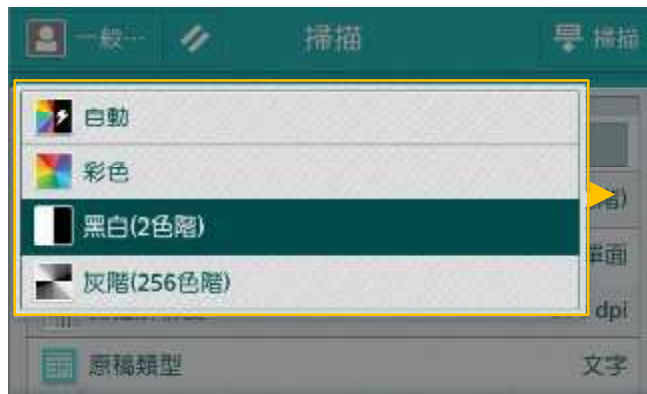 一般… 掃描 掃描
自動
彩色
黑白(2色階)
灰階(256色階)
單面
dpi
原稿類型 文字